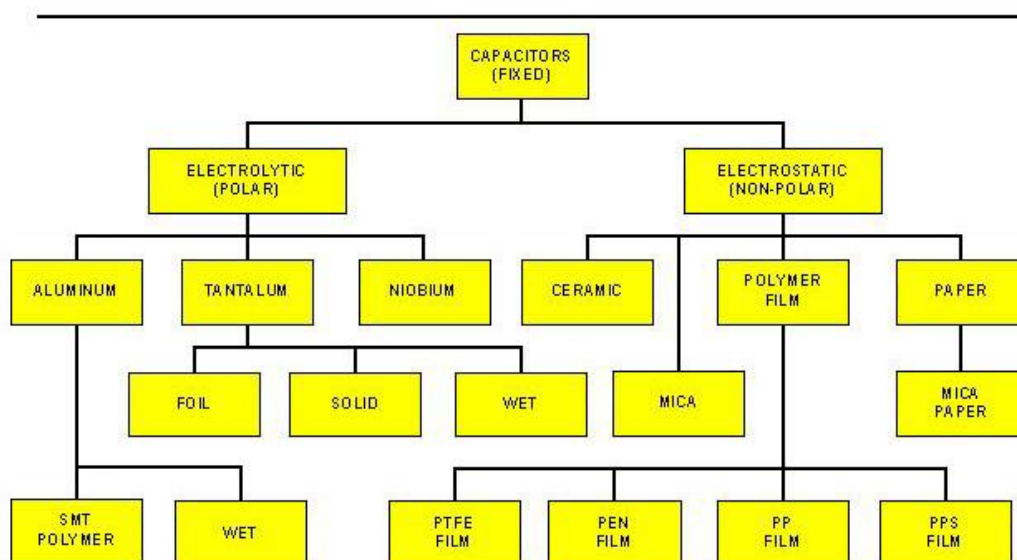 CAPACITORS
(FIXED)
ELECTROLYTIC
(POLAR)
ELECTROSTATIC
(NON-POLAR)
ALUMINUM
TANTALUM
NIOBIUM
CERAMIC
POLYMER
FILM
PAPER
FOIL
SOLID
WET
MICA
MICA
PAPER
SMT
POLYMER
WET
PTFE
FILM
PEN
FILM
PP
FILM
PPS
FILM